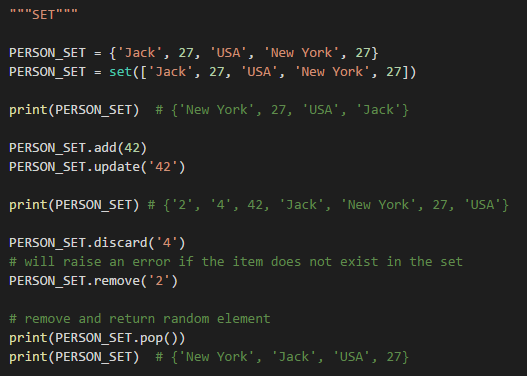 """SET"""
PERSON_SET = {'Jack', 27, 'USA', 'New York', 27}
PERSON_SET = set(['Jack', 27, 'USA', 'New York', 27])
print(PERSON_SET)  # {'New York', 27, 'USA', 'Jack'}
PERSON_SET.add(42)
PERSON_SET.update('42')
print(PERSON_SET) # {'2', '4', 42, 'Jack', 'New York', 27, 'USA'}
PERSON_SET.discard('4')
# will raise an error if the item does not exist in the set
PERSON_SET.remove('2')
# remove and return random element
print(PERSON_SET.pop())
print(PERSON_SET)  # {'New York', 'Jack', 'USA', 27}